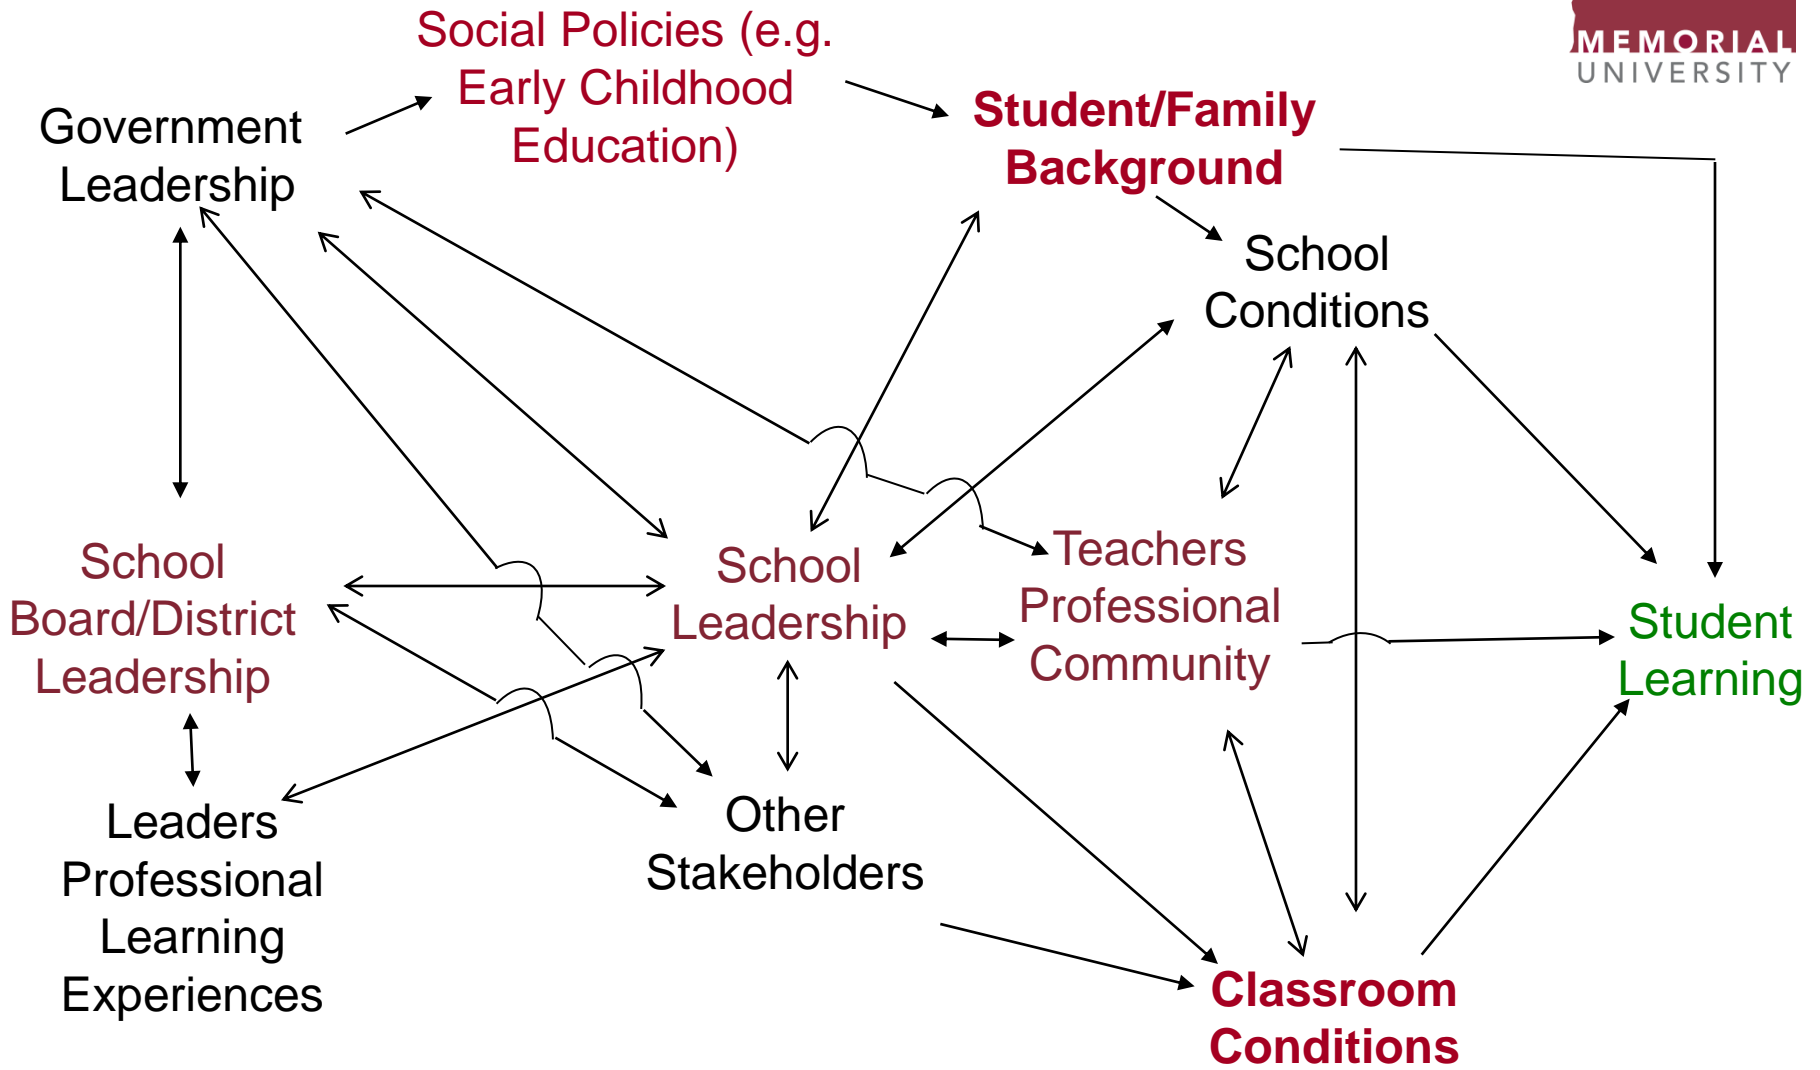 Social Policies (e.g.
Early Childhood
Education)
MEMORIAL
UNIVERSITY
Government
Leadership
Student/Family
Background
School
Conditions
School
Board/District
Leadership
School
Leadership
Teachers
Professional
Community
Student
Learning
Leaders
Professional
Learning
Experiences
Other
Stakeholders
Classroom
Conditions